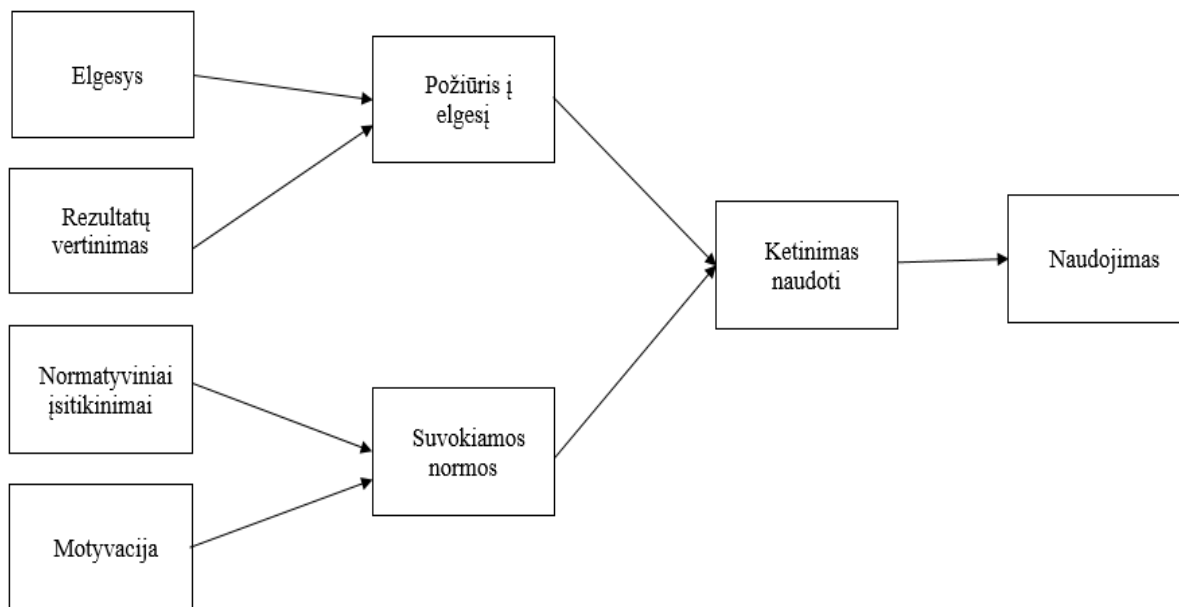 Elgesys
Rezultatų
vertinimas
Normatyviniai
įsitikinimai
Motyvacija
Požiūris į
elgesį
Suvokiamos
normos
Ketinimas
naudoti
Naudojimas